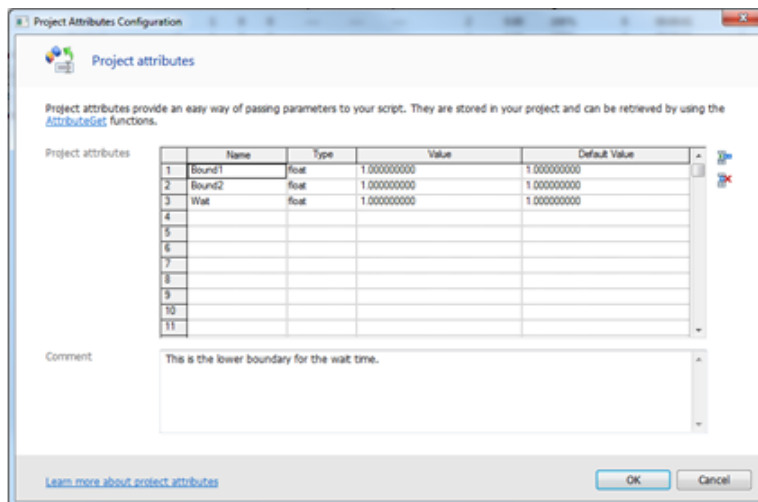 Project Attributes Configuration
Project attributes
Project attributes provide an easy way of passing parameters to your script. They are stored in your project and can be retrieved by using the
AttributeGet functions.
Project attributes
Name Type Value Default Value
1 Bound1 float 1.000000000 1.000000000
2 Bound2 float 1.000000000 1.000000000
3 Wait float 1.000000000 1.000000000
4
5
6
7
8
9
10
11
Comment
This is the lower boundary for the wait time.
Learn more about project attributes
OK Cancel